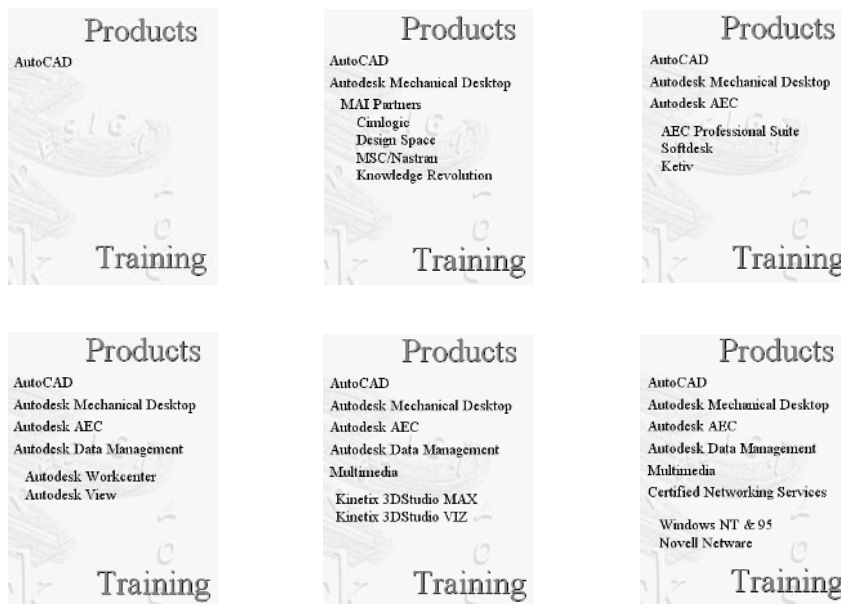 Products
AutoCAD
Training
Products
AutoCAD
Autodesk Mechanical Desktop
MAI Partners
Cimlogic
Design Space
MSC/Nastran
Knowledge Revolution
Training
Products
AutoCAD
Autodesk Mechanical Desktop
Autodesk AEC
AEC Professional Suite
Softdesk
Ketiv
Training
Products
AutoCAD
Autodesk Mechanical Desktop
Autodesk AEC
Autodesk Data Management
Autodesk Workcenter
Autodesk View
Training
Products
AutoCAD
Autodesk Mechanical Desktop
Autodesk AEC
Autodesk Data Management
Multimedia
Kinetix 3DStudio MAX
Kinetix 3DStudio VIZ
Training
Products
AutoCAD
Autodesk Mechanical Desktop
Autodesk AEC
Autodesk Data Management
Multimedia
Certified Networking Services
Windows NT & 95
Novell Netware
Training